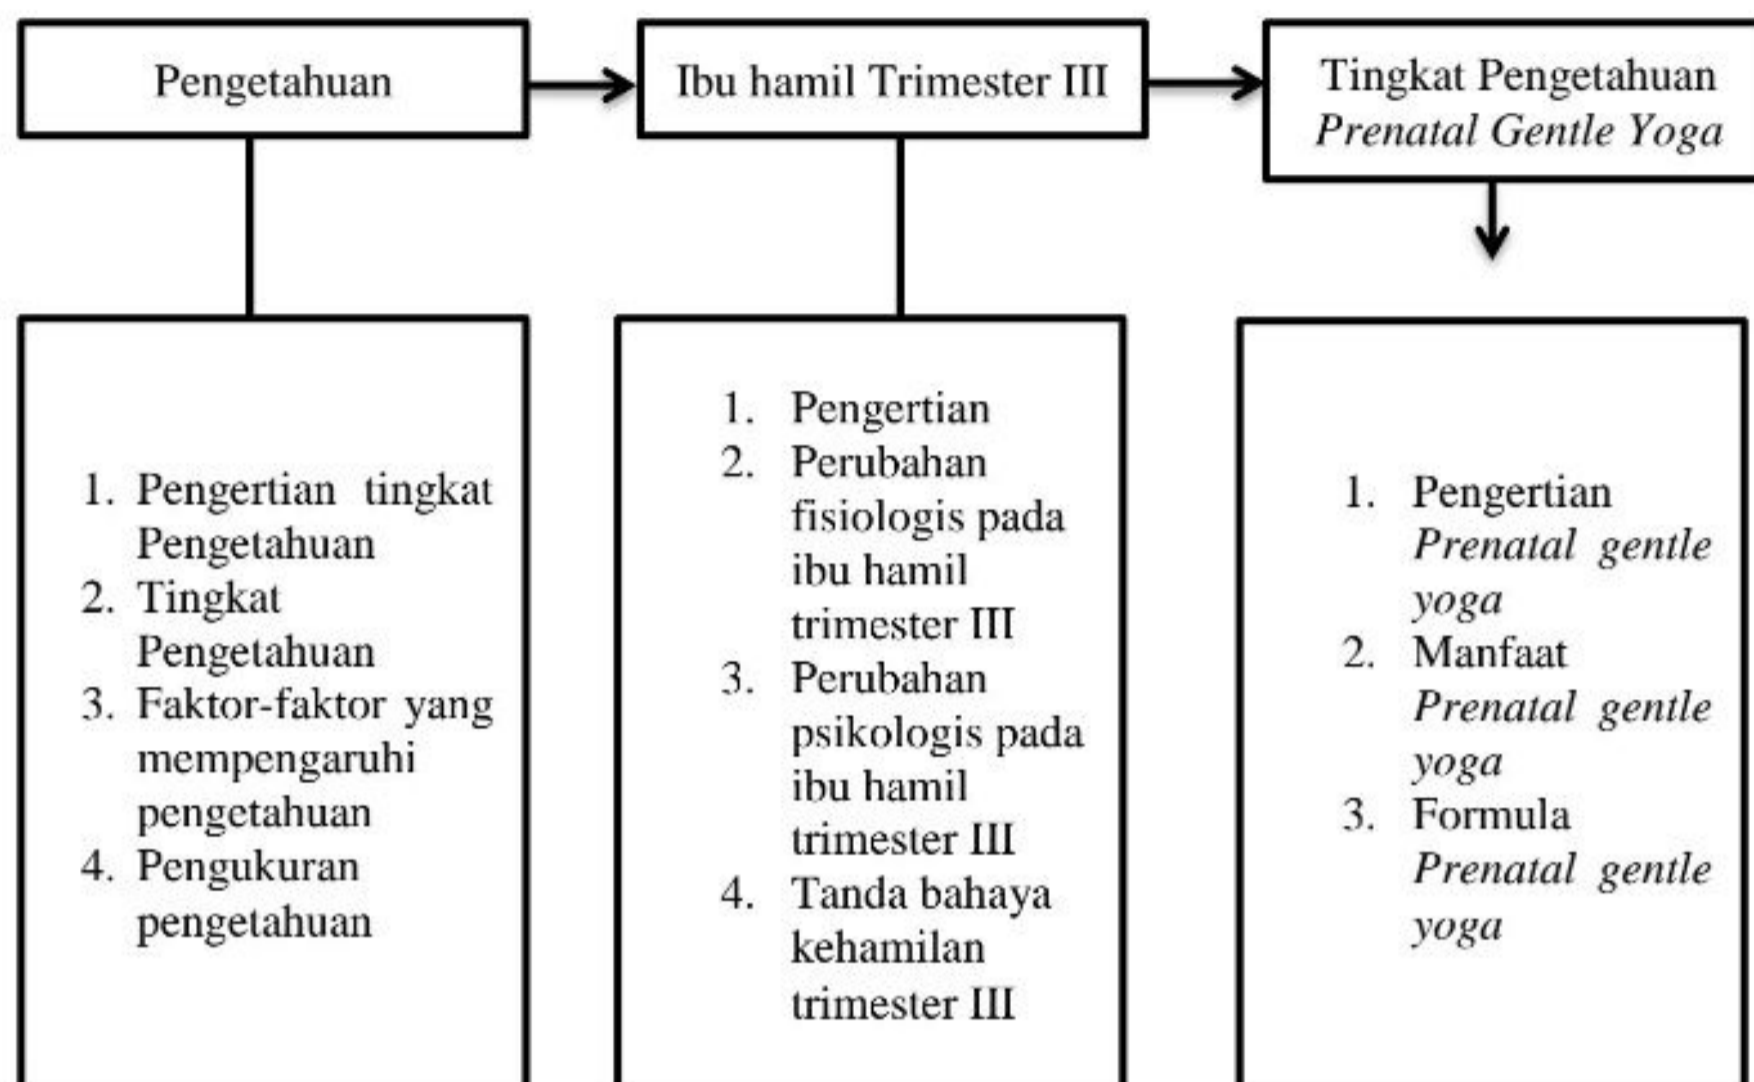 Pengetahuan
Ibu hamil Trimester III
Tingkat Pengetahuan
Prenatal Gentle Yoga
1. Pengertian tingkat
Pengetahuan
2. Tingkat
Pengetahuan
3. Faktor-faktor yang
mempengaruhi
pengetahuan
4. Pengukuran
pengetahuan
1. Pengertian
2. Perubahan
fisiologis pada
ibu hamil
trimester III
3. Perubahan
psikologis pada
ibu hamil
trimester III
4. Tanda bahaya
kehamilan
trimester III
1. Pengertian
Prenatal gentle
yoga
2. Manfaat
Prenatal gentle
yoga
3. Formula
Prenatal gentle
yoga